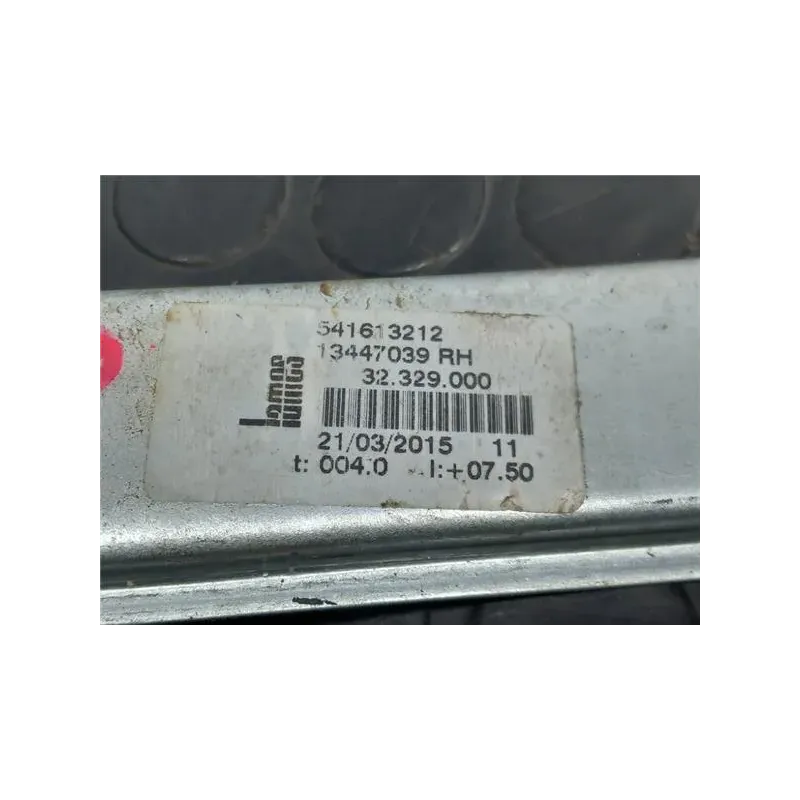 541613212
13447039 RH
32.329.000
21/03/2015 11
t: 004.0 I:+07.50